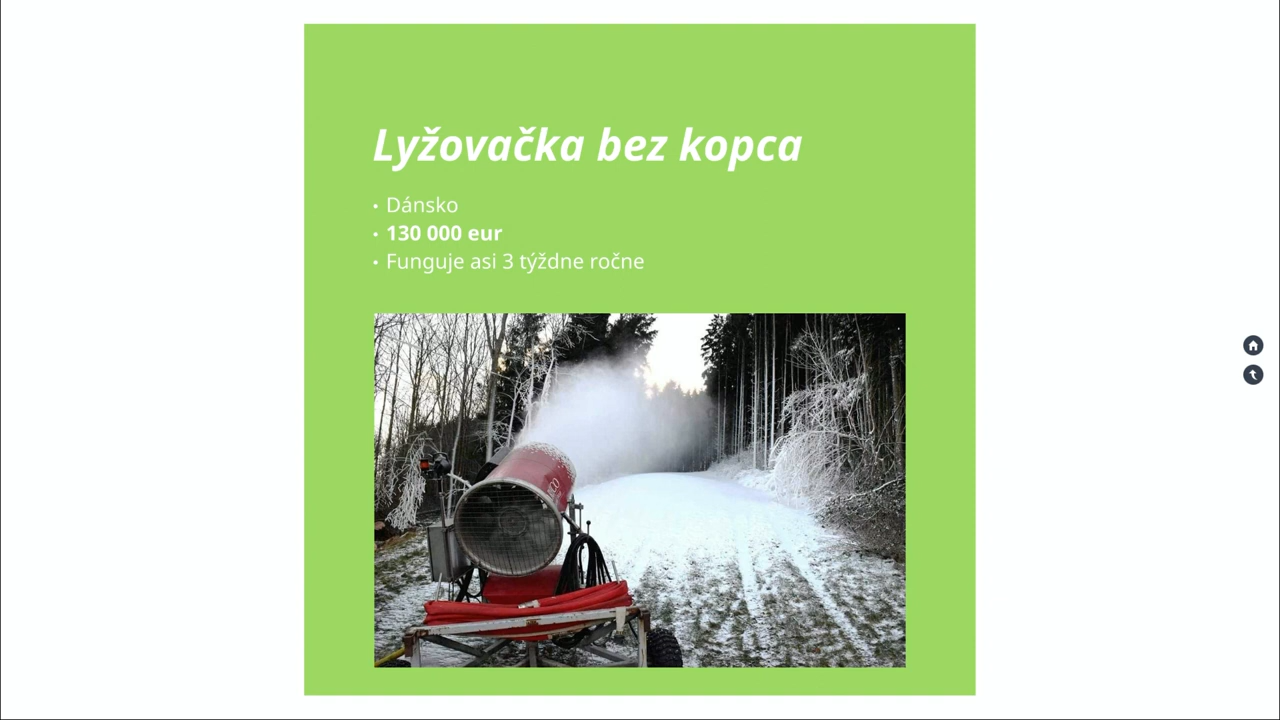 Lyžovačka bez kopca
• Dánsko
• 130 000 eur
• Funguje asi 3 týždne ročne